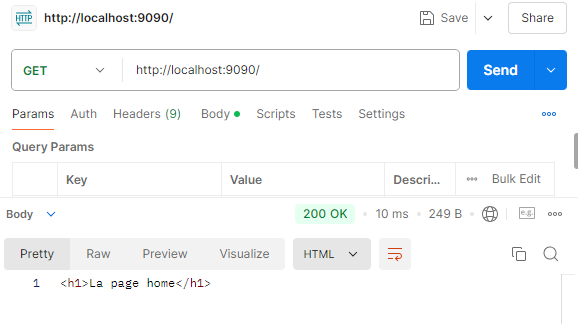 HTTP http://localhost:9090/ Save Share
GET http://localhost:9090/ Send
Params Auth Headers (9) Body Scripts Tests Settings
Query Params
Key Value Descri... Bulk Edit
Body 200 OK 10 ms 249 B e.g.
Pretty Raw Preview Visualize HTML
1 <h1>La page home</h1>